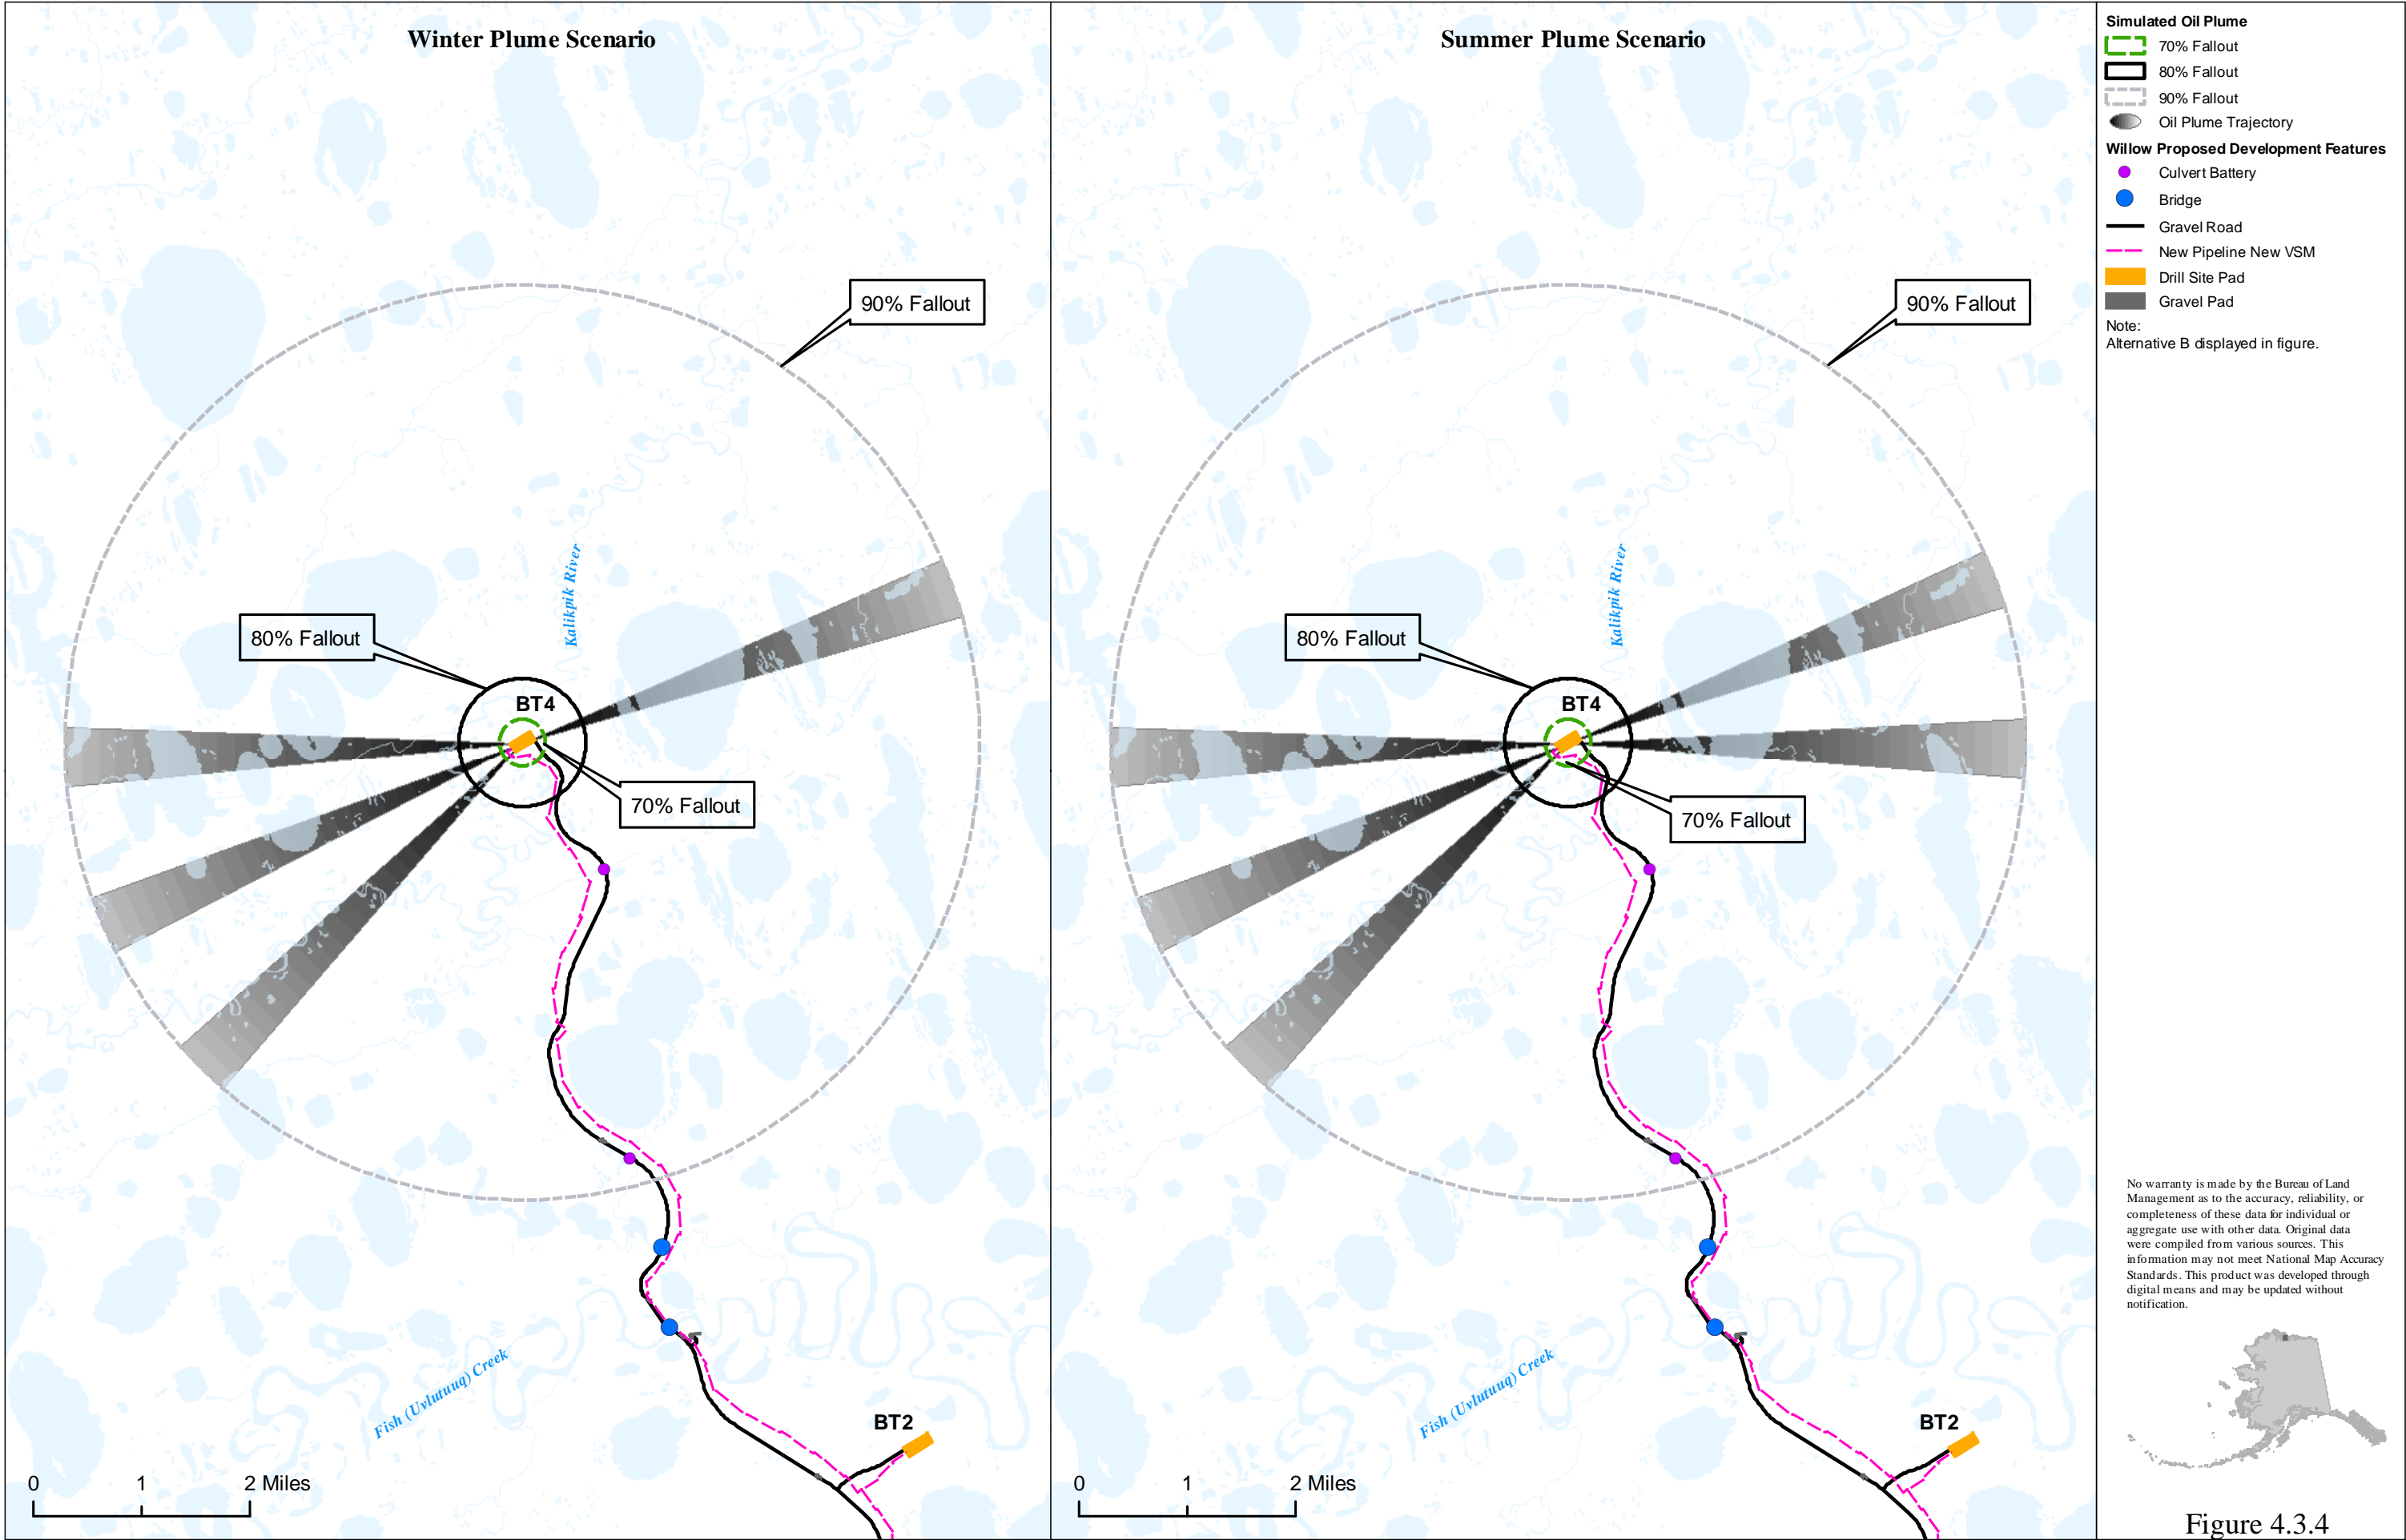 Winter Plume Scenario
90% Fallout
Kalikpik River
80% Fallout
BT4
70% Fallout
Fish (Uvlutuuq) Creek
BT2
0 1 2 Miles
Summer Plume Scenario
90% Fallout
Kalikpik River
80% Fallout
BT4
70% Fallout
Fish (Uvlutuuq) Creek
BT2
0 1 2 Miles
Simulated Oil Plume
70% Fallout
80% Fallout
90% Fallout
Oil Plume Trajectory
Willow Proposed Development Features
Culvert Battery
Bridge
Gravel Road
New Pipeline New VSM
Drill Site Pad
Gravel Pad
Note:
Alternative B displayed in figure.
No warranty is made by the Bureau of Land
Management as to the accuracy, reliability, or
completeness of these data for individual or
aggregate use with other data. Original data
were compiled from various sources. This
information may not meet National Map Accuracy
Standards. This product was developed through
digital means and may be updated without
notification.
Figure 4.3.4